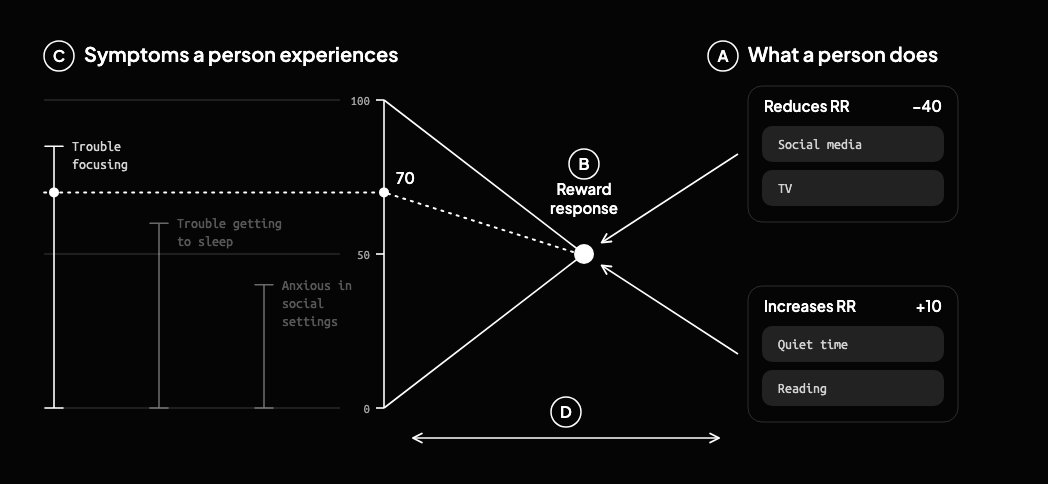 C Symptoms a person experiences
A What a person does
100
Trouble
focusing
70
Trouble getting
to sleep
50
Anxious in
social
settings
0
B
Reward
response
Reduces RR −40
Social media
TV
Increases RR +10
Quiet time
Reading
D